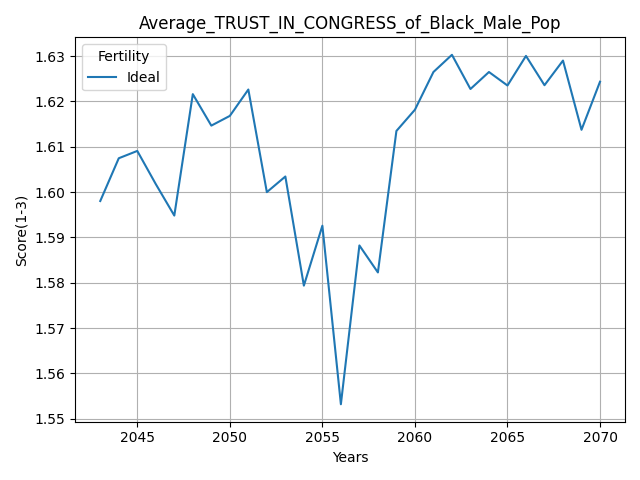 Average_TRUST_IN_CONGRESS_of_Black_Male_Pop
Fertility
Ideal
Score(1-3)
1.63
1.62
1.61
1.60
1.59
1.58
1.57
1.56
1.55
2045 2050 2055 2060 2065 2070
Years